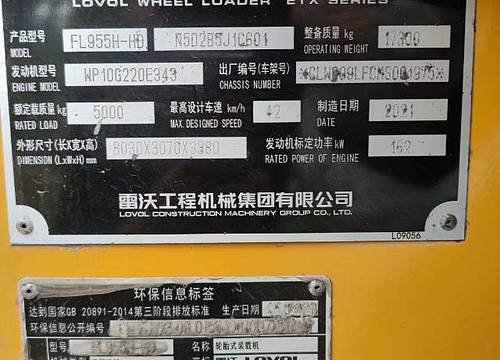 LOVOL WHEEL LOADER ETX SERIES
产品型号 FL955H-HD N5D2B5J1C601 整备质量 kg 17300
MODEL OPERATING WEIGHT
发动机型号 WP10G220E343 出厂编号(车架号)
ENGINE MODEL CHASSIS NUMBER
额定载质量 kg 5000 最高设计车速 km/h 42 制造日期 2021
RATED LOAD MAX. DESIGNED SPEED DATE
外形尺寸(长X宽X高) 8030X3070X3380 发动机标定功率 kW 162
DIMENSION (LxWxH) mm RATED POWER OF ENGINE
雷沃工程机械集团有限公司
LOVOL CONSTRUCTION MACHINERY GROUP CO., LTD.
L09056
环保信息标签
达到国家GB 20891-2014第三阶段排放标准 生产日期
环保信息公开编号
型号 轮胎式装载机
雷沃 LOVOL